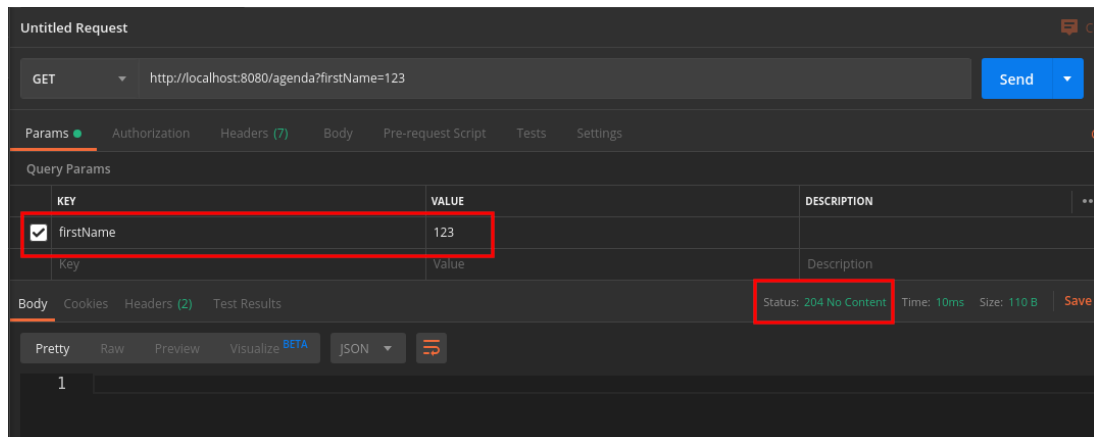 Untitled Request
GET http://localhost:8080/agenda?firstName=123 Send
Params Authorization Headers (7) Body Pre-request Script Tests Settings
Query Params
KEY VALUE DESCRIPTION
firstName 123
Key Value Description
Body Cookies Headers (2) Test Results Status: 204 No Content Time: 10ms Size: 110 B Save
Pretty Raw Preview Visualize BETA JSON
1